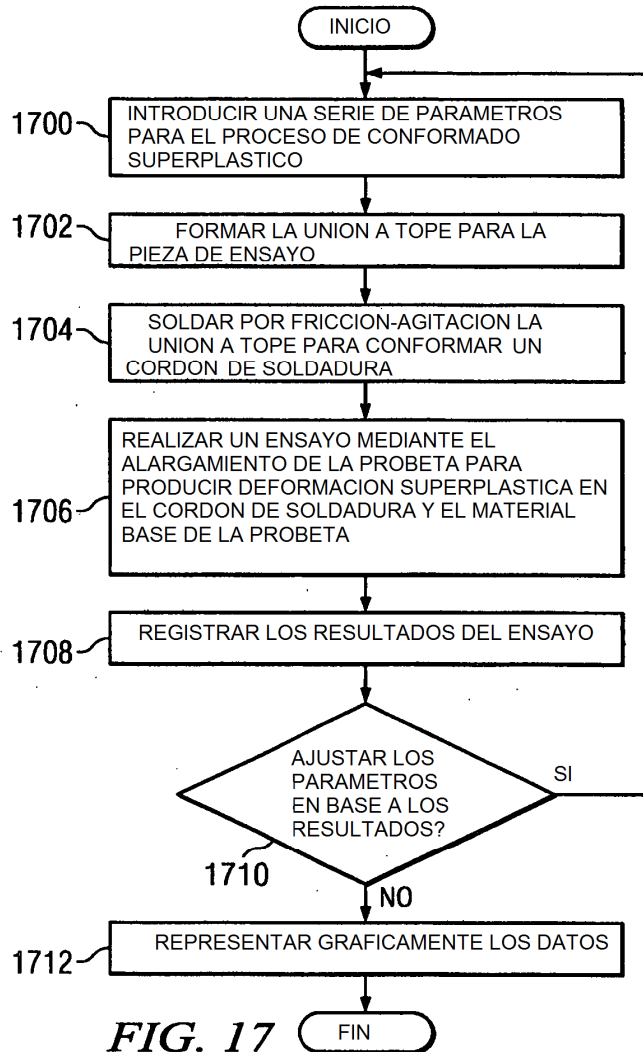 INICIO
1700
INTRODUCIR UNA SERIE DE PARAMETROS
PARA EL PROCESO DE CONFORMADO
SUPERPLASTICO
1702
FORMAR LA UNION A TOPE PARA LA
PIEZA DE ENSAYO
1704
SOLDAR POR FRICCION-AGITACION LA
UNION A TOPE PARA CONFORMAR UN
CORDON DE SOLDADURA
1706
REALIZAR UN ENSAYO MEDIANTE EL
ALARGAMIENTO DE LA PROBETA PARA
PRODUCIR DEFORMACION SUPERPLASTICA EN
EL CORDON DE SOLDADURA Y EL MATERIAL
BASE DE LA PROBETA
1708
REGISTRAR LOS RESULTADOS DEL ENSAYO
AJUSTAR LOS
PARAMETROS
EN BASE A LOS
RESULTADOS?
SI
1710
NO
1712
REPRESENTAR GRAFICAMENTE LOS DATOS
FIG. 17
FIN